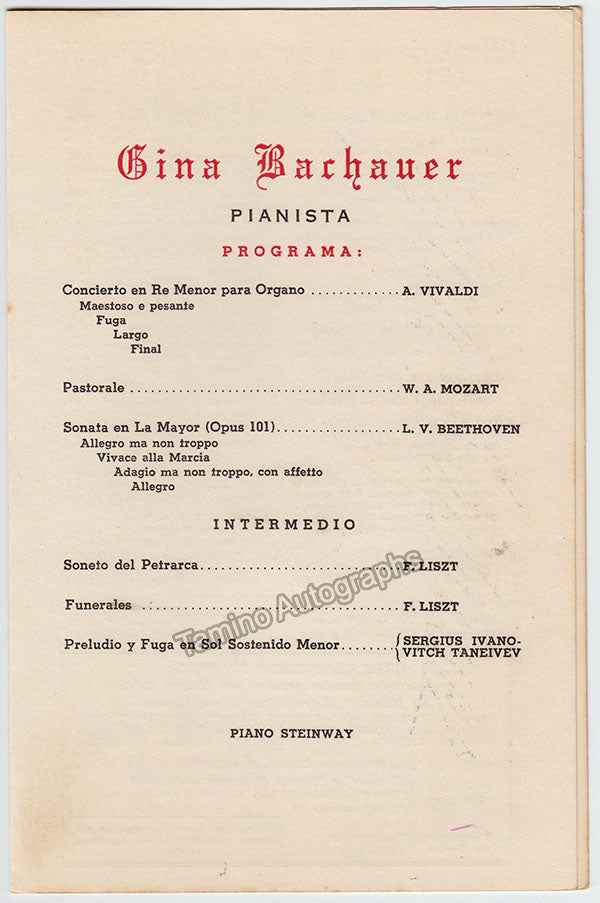 Gina Bachauer
PIANISTA
PROGRAMA:
Concierto en Re Menor para Organo ............. A. VIVALDI
Maestoso e pesante
Fuga
Largo
Final
Pastorale ....................................... W. A. MOZART
Sonata en La Mayor (Opus 101).................. L. V. BEETHOVEN
Allegro ma non troppo
Vivace alla Marcia
Adagio ma non troppo, con affetto
Allegro
INTERMEDIO
Soneto del Petrarca............................. F. LISZT
Funerales ..................................... F. LISZT
Preludio y Fuga en Sol Sostenido Menor........ { SERGIUS IVANO-
VITCH TANEIVEV
PIANO STEINWAY
Tamino Autographs